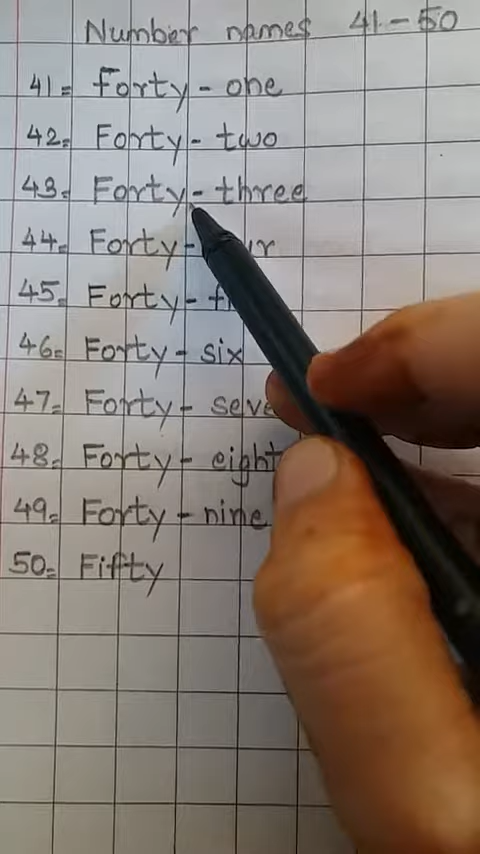 Number names 41-50
41= Forty-one
42= Forty-two
43= Forty-three
44= Forty-
45= Forty-
46= Forty-six
47= Forty-
48= Forty-eight
49= Forty-nine
50= Fifty